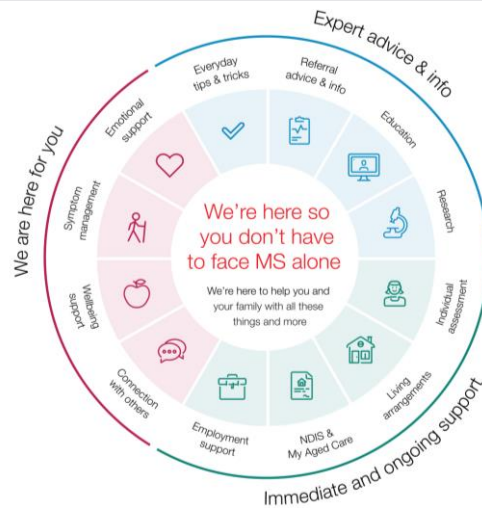 Expert advice & info
Everyday
tips & tricks
Referral
advice & info
Education
Research
Immediate and ongoing support
Individual
assessment
Living
arrangements
NDIS &
My Aged Care
Employment
support
We are here for you
Connection
with others
Wellbeing
support
Symptom
management
Emotional
support
We're here so
you don't have
to face MS alone
We're here to help you and
your family with all these
things and more